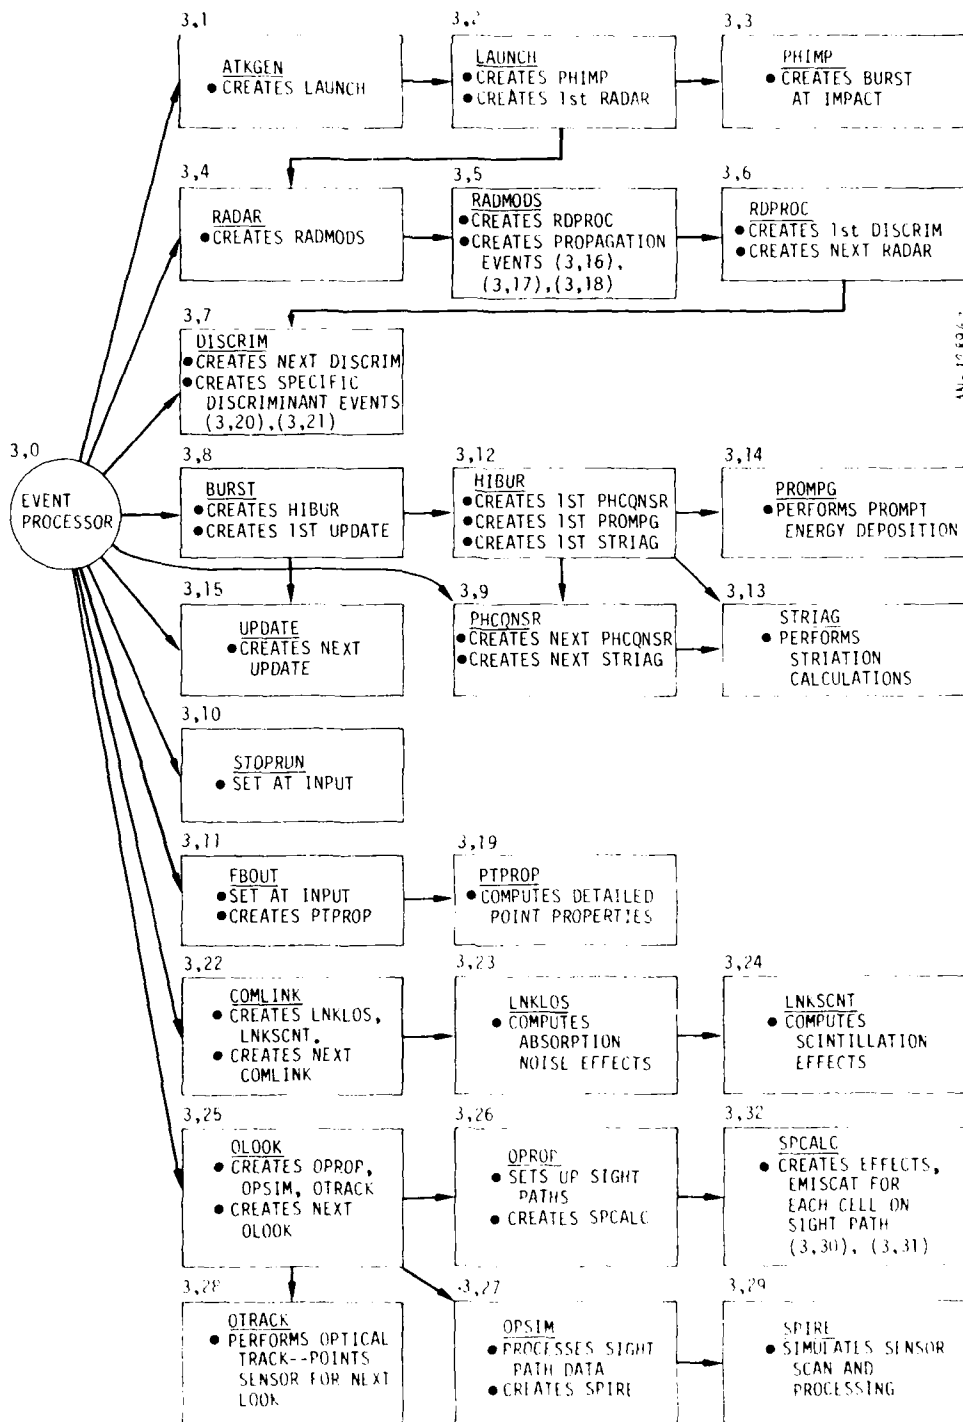 3,1
ATKGEN
● CREATES LAUNCH
3,2
LAUNCH
● CREATES PHIMP
● CREATES 1st RADAR
3,3
PHIMP
● CREATES BURST
AT IMPACT
3,4
RADAR
● CREATES RADMODS
3,5
RADMODS
● CREATES RDPROC
● CREATES PROPAGATION
EVENTS (3,16),
(3,17),(3,18)
3,6
RDPROC
● CREATES 1st DISCRIM
● CREATES NEXT RADAR
3,7
DISCRIM
● CREATES NEXT DISCRIM
● CREATES SPECIFIC
DISCRIMINANT EVENTS
(3,20),(3,21)
3,0
EVENT
PROCESSOR
3,8
BURST
● CREATES HIBUR
● CREATES 1ST UPDATE
3,12
HIBUR
● CREATES 1ST PHCQNSR
● CREATES 1ST PROMPG
● CREATES 1ST STRIAG
3,14
PROMPG
● PERFORMS PROMPT
ENERGY DEPOSITION
3,15
UPDATE
● CREATES NEXT
UPDATE
3,9
PHCQNSR
● CREATES NEXT PHCQNSR
● CREATES NEXT STRIAG
3,13
STRIAG
● PERFORMS
STRIATION
CALCULATIONS
3,10
STOPRUN
● SET AT INPUT
3,11
FBOUT
● SET AT INPUT
● CREATES PTPROP
3,19
PTPROP
● COMPUTES DETAILED
POINT PROPERTIES
3,22
COMLINK
● CREATES LNKLOS,
LNKSCNT.
● CREATES NEXT
COMLINK
3,23
LNKLOS
● COMPUTES
ABSORPTION
NOISE EFFECTS
3,24
LNKSCNT
● COMPUTES
SCINTILLATION
EFFECTS
3,25
OLOOK
● CREATES OPROP,
OPSIM, OTRACK
● CREATES NEXT
OLOOK
3,26
OPROP
● SETS UP SIGHT
PATHS
● CREATES SPCALC
3,32
SPCALC
● CREATES EFFECTS,
EMISCAT FOR
EACH CELL ON
SIGHT PATH
(3,30), (3,31)
3,28
OTRACK
● PERFORMS OPTICAL
TRACK--POINTS
SENSOR FOR NEXT
LOOK
3,27
OPSIM
● PROCESSES SIGHT
PATH DATA
● CREATES SPIRE
3,29
SPIRE
● SIMULATES SENSOR
SCAN AND
PROCESSING